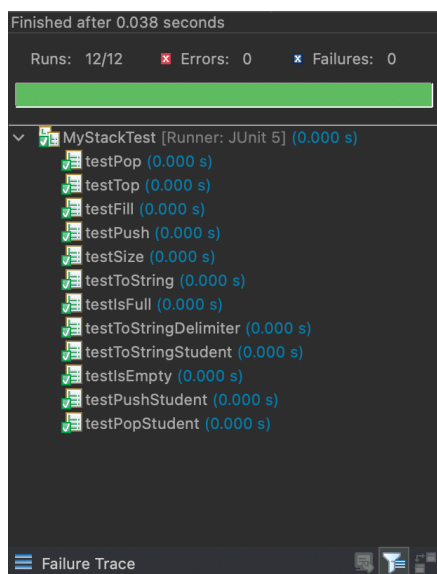 Finished after 0.038 seconds
Runs: 12/12 Errors: 0 Failures: 0
MyStackTest [Runner: JUnit 5] (0.000 s)
testPop (0.000 s)
testTop (0.000 s)
testFill (0.000 s)
testPush (0.000 s)
testSize (0.000 s)
testToString (0.000 s)
testIsFull (0.000 s)
testToStringDelimiter (0.000 s)
testToStringStudent (0.000 s)
testIsEmpty (0.000 s)
testPushStudent (0.000 s)
testPopStudent (0.000 s)
Failure Trace